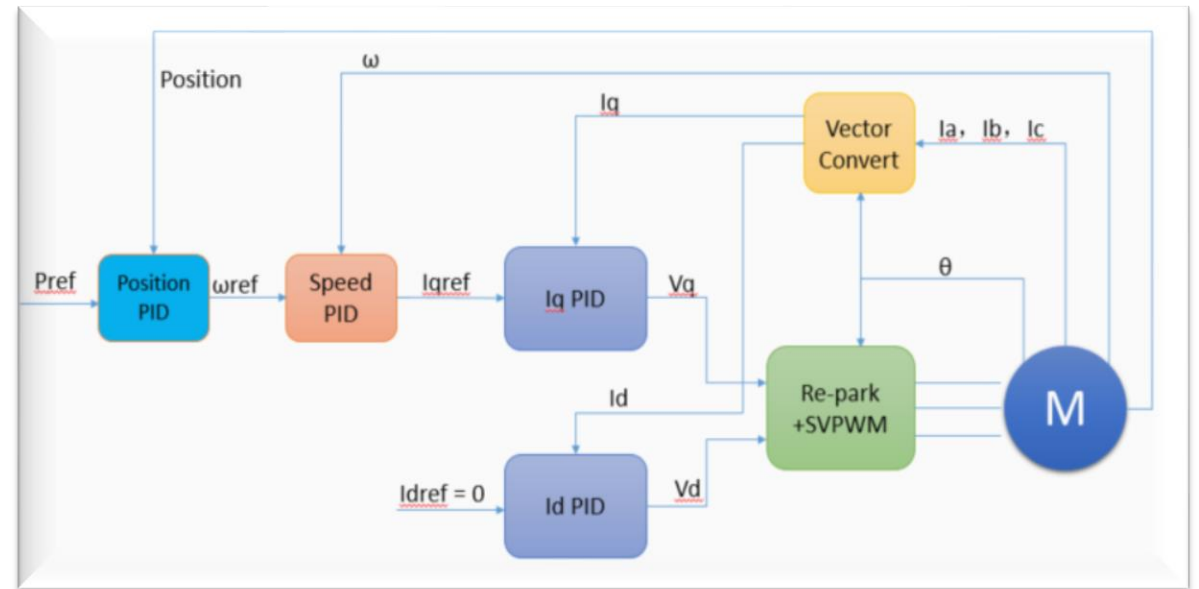 ω
Position
Iq
Vector
Convert
Ia，Ib，Ic
Pref
Position
PID
ωref
Speed
PID
Iqref
Iq PID
Vq
θ
Id
Re-park
+SVPWM
M
Idref = 0
Id PID
Vd